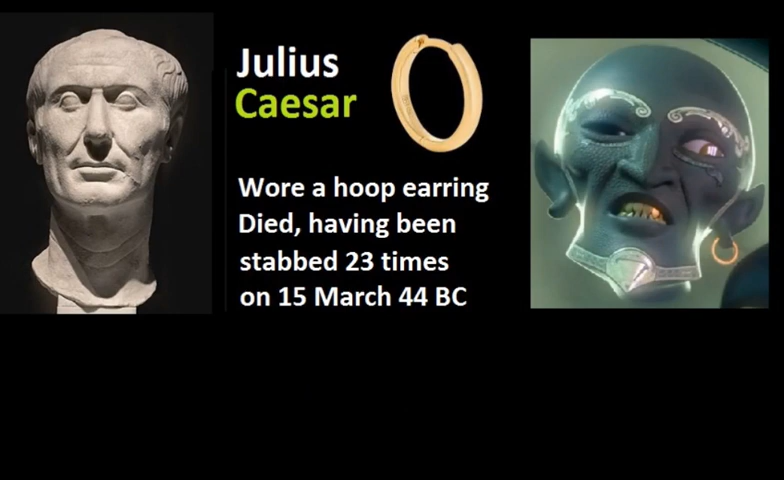 Julius
Caesar
Wore a hoop earring
Died, having been
stabbed 23 times
on 15 March 44 BC